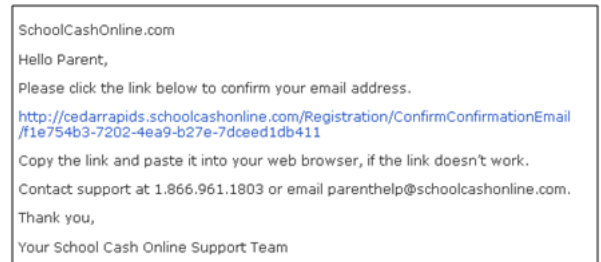 SchoolCashOnline.com
Hello Parent,
Please click the link below to confirm your email address.
http://cedarrapids.schoolcashonline.com/Registration/ConfirmConfirmationEmail
/f1e754b3-7202-4ea9-b27e-7dceed1db411
Copy the link and paste it into your web browser, if the link doesn't work.
Contact support at 1.866.961.1803 or email parenthelp@schoolcashonline.com.
Thank you,
Your School Cash Online Support Team